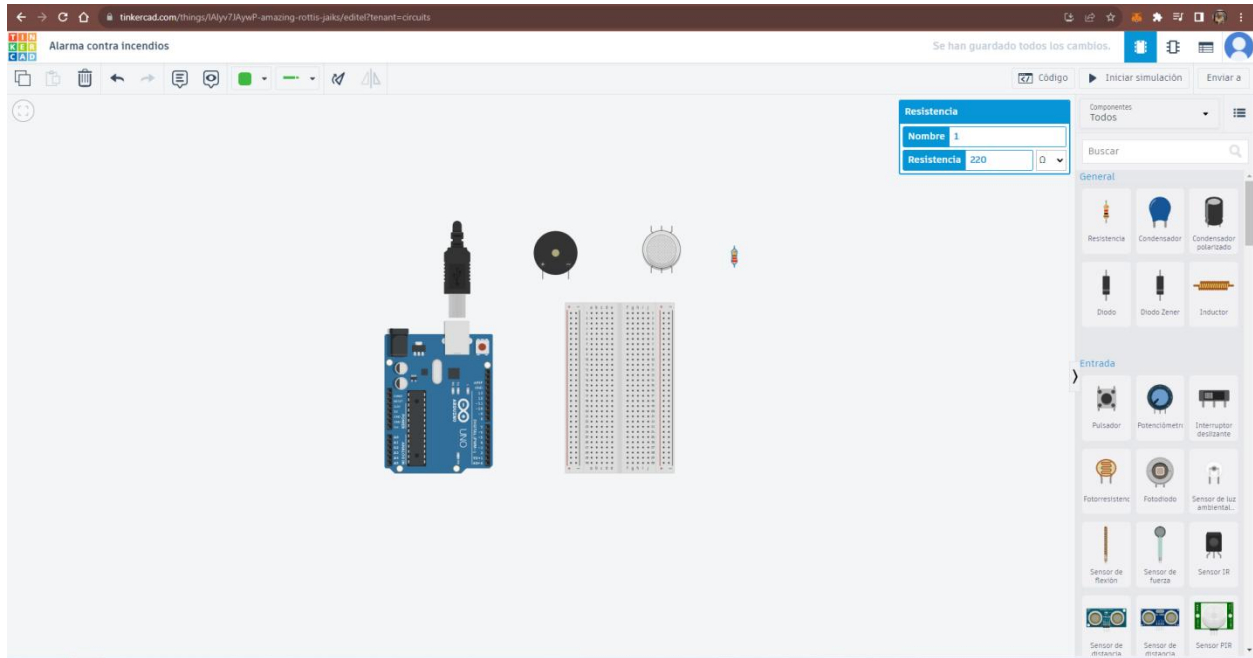 tinkercad.com/things/lAlyv7JAywP-amazing-rottis-jaiks/editel?tenant=circuits
TIN
KER
CAD
Alarma contra incendios
Se han guardado todos los cambios.
Código
Iniciar simulación
Enviar a
Resistencia
Nombre 1
Resistencia 220 Ω
Componentes
Todos
Buscar
General
Resistencia
Condensador
Condensador polarizado
Diodo
Diodo Zener
Inductor
Entrada
Pulsador
Potenciómetr
Interruptor deslizante
Fotorresistenc
Fotodiodo
Sensor de luz ambiental...
Sensor de flexión
Sensor de fuerza
Sensor IR
Sensor de distancia
Sensor de distancia
Sensor PIR
UNO